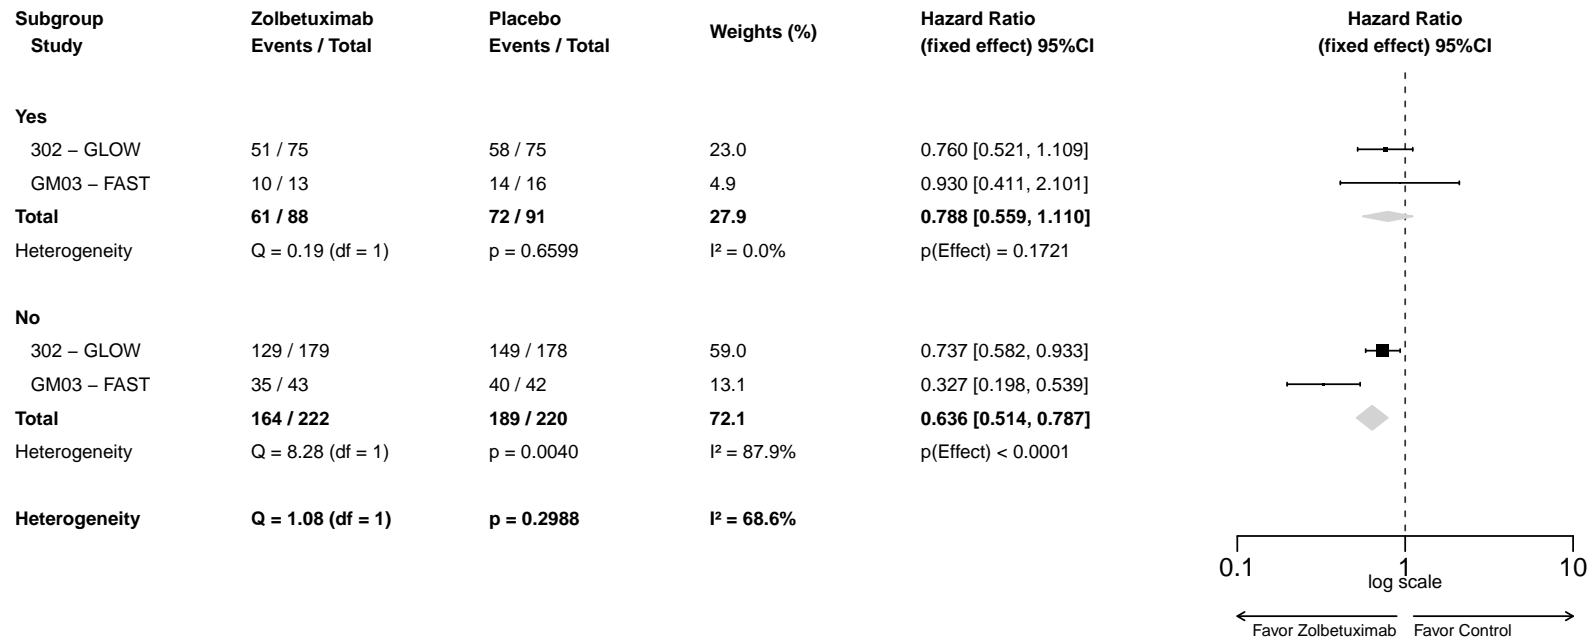 Subgroup Zolbetuximab Placebo Weights (%) Hazard Ratio Hazard Ratio
Study Events / Total Events / Total (fixed effect) 95%CI (fixed effect) 95%CI
Yes
302 – GLOW 51 / 75 58 / 75 23.0 0.760 [0.521, 1.109]
GM03 – FAST 10 / 13 14 / 16 4.9 0.930 [0.411, 2.101]
Total 61 / 88 72 / 91 27.9 0.788 [0.559, 1.110]
Heterogeneity Q = 0.19 (df = 1) p = 0.6599 I² = 0.0% p(Effect) = 0.1721
No
302 – GLOW 129 / 179 149 / 178 59.0 0.737 [0.582, 0.933]
GM03 – FAST 35 / 43 40 / 42 13.1 0.327 [0.198, 0.539]
Total 164 / 222 189 / 220 72.1 0.636 [0.514, 0.787]
Heterogeneity Q = 8.28 (df = 1) p = 0.0040 I² = 87.9% p(Effect) < 0.0001
Heterogeneity Q = 1.08 (df = 1) p = 0.2988 I² = 68.6%
0.1 1 10
log scale
Favor Zolbetuximab Favor Control